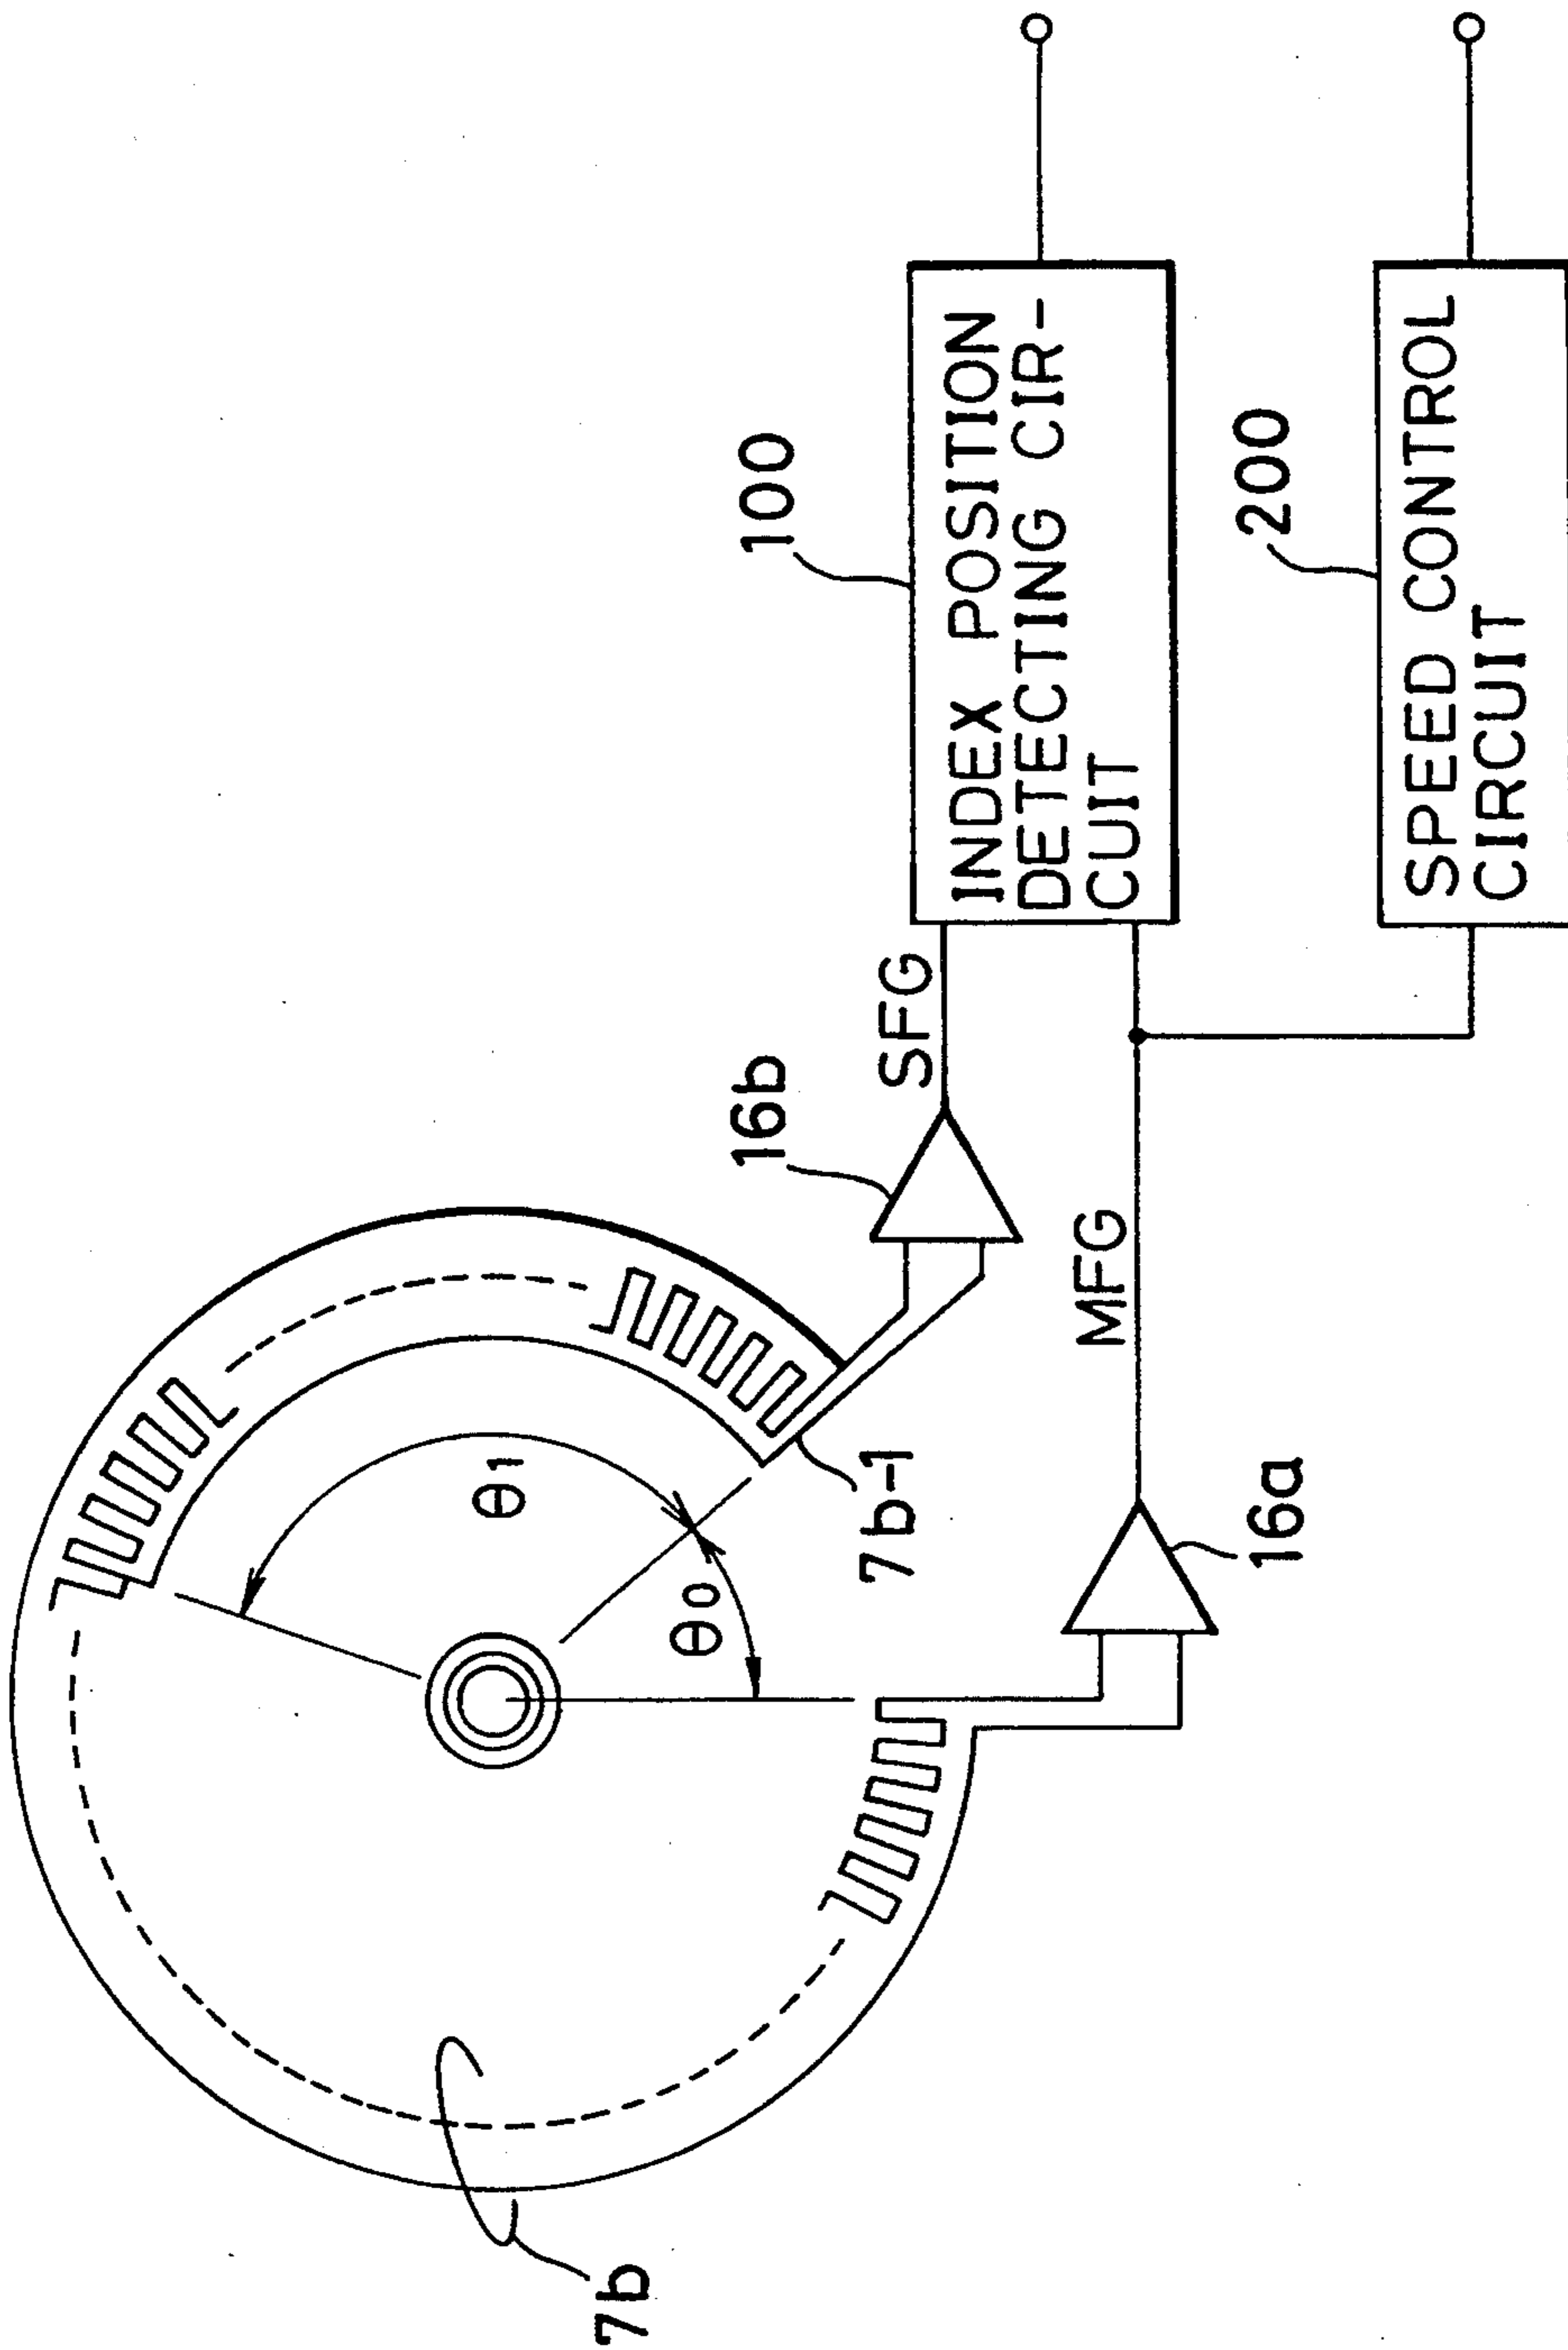 7b
θ1
θ0
7b-1
16b
16a
SFG
MFG
100
INDEX POSITION
DETECTING CIR-
CUIT
200
SPEED CONTROL
CIRCUIT